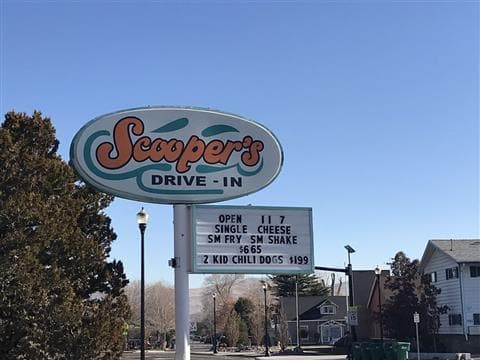 Scooper's
DRIVE-IN
OPEN 11 7
SINGLE CHEESE
SM FRY SM SHAKE
$665
2 KID CHILI DOGS $199